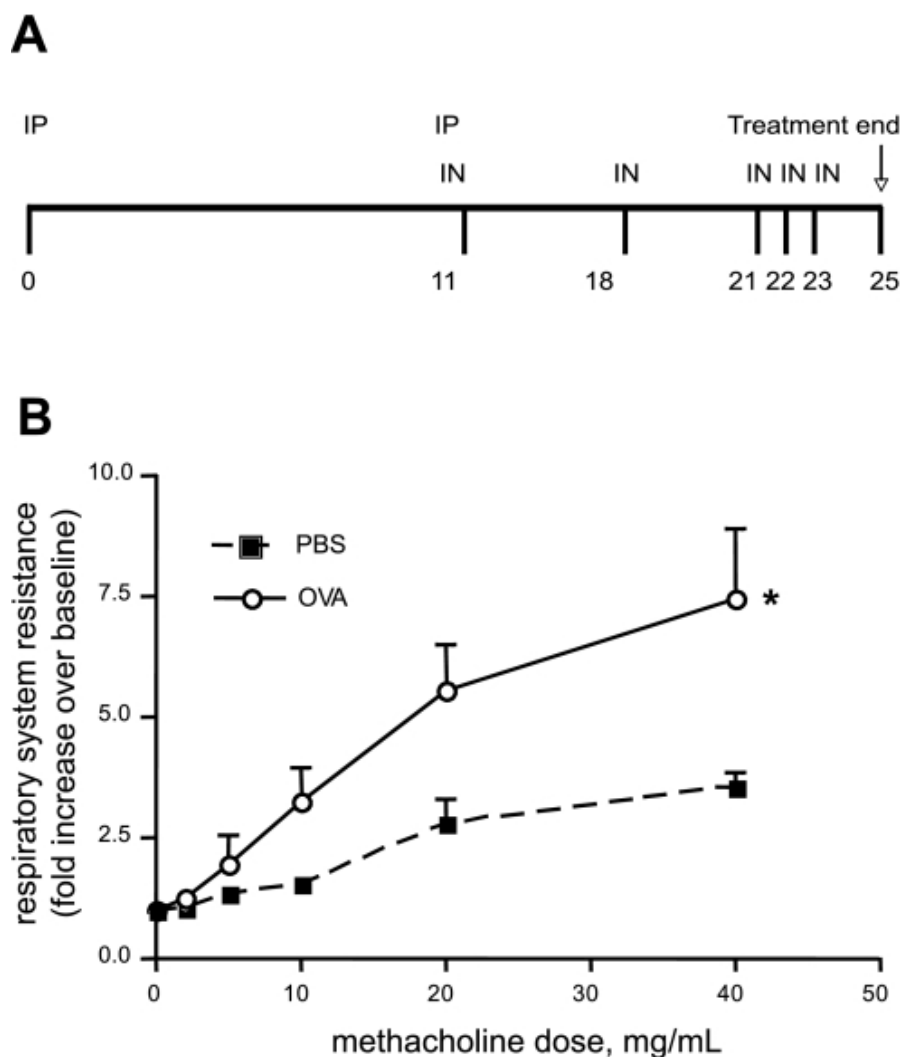 A
IP IP Treatment end
IN IN IN IN IN
0 11 18 21 22 23 25
B
respiratory system resistance
(fold increase over baseline)
10.0
7.5
5.0
2.5
0.0
PBS
OVA
*
0 10 20 30 40 50
methacholine dose, mg/mL